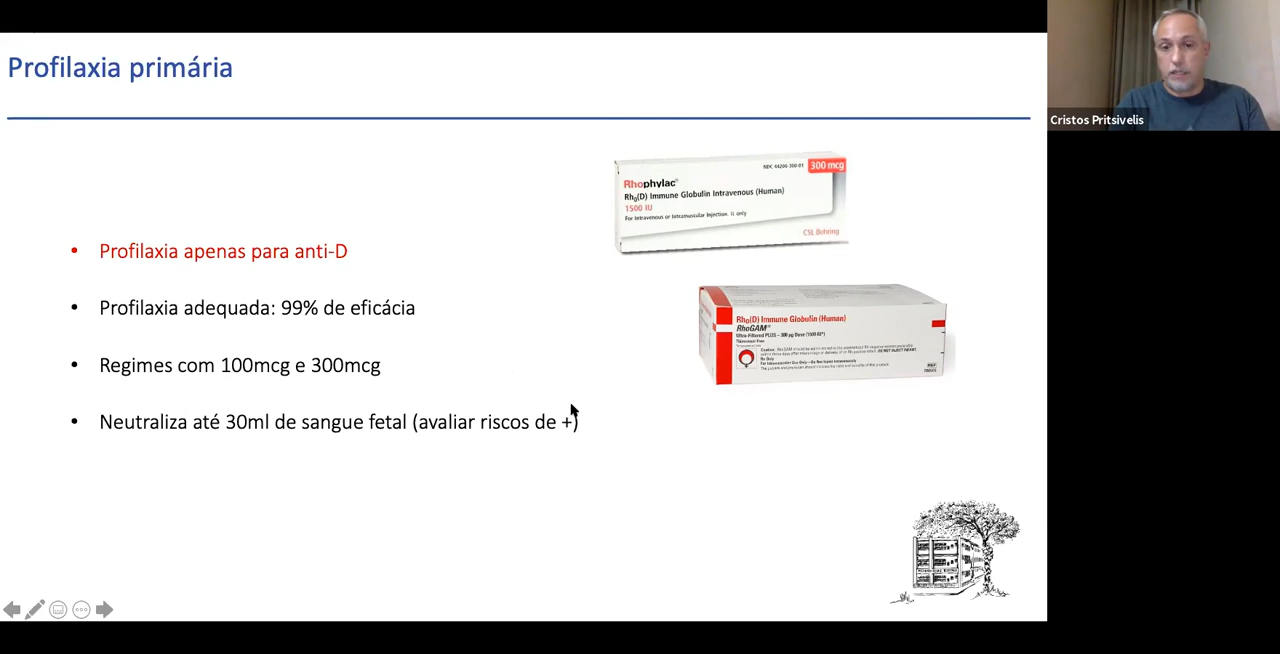 Profilaxia primária
Cristos Pritsivelis
NDC 44206-300-01
300 mcg
Rhophylac®
Rh₀(D) Immune Globulin Intravenous (Human)
1500 IU
For Intravenous or Intramuscular Injection. ℞ only
CSL Behring
• Profilaxia apenas para anti-D
• Profilaxia adequada: 99% de eficácia
• Regimes com 100mcg e 300mcg
• Neutraliza até 30ml de sangue fetal (avaliar riscos de +)
Rh₀(D) Immune Globulin (Human)
RhoGAM®
Ultra-Filtered PLUS – 300 µg Dose (1500 IU*)
Thimerosal Free